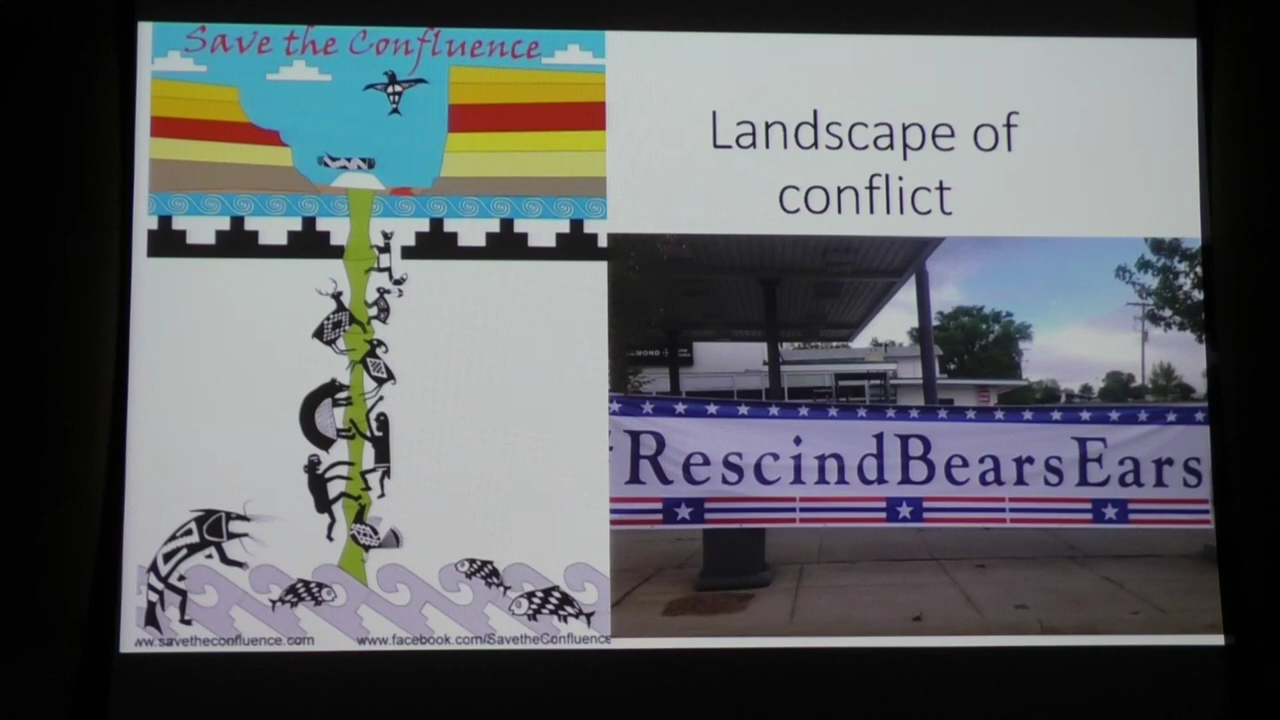 Save the Confluence
Landscape of
conflict
#RescindBearsEars
ww.savetheconfluence.com
www.facebook.com/SavetheConfluence